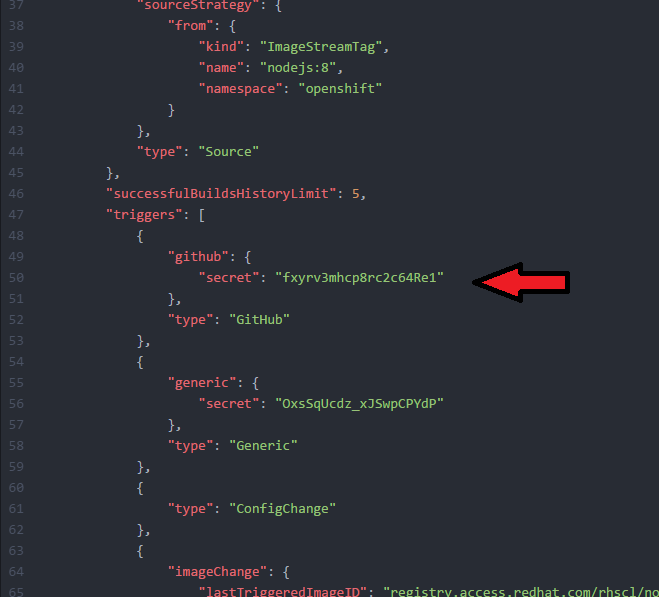 37 "sourceStrategy": {
38 "from": {
39 "kind": "ImageStreamTag",
40 "name": "nodejs:8",
41 "namespace": "openshift"
42 }
43 },
44 "type": "Source"
45 },
46 "successfulBuildsHistoryLimit": 5,
47 "triggers": [
48 {
49 "github": {
50 "secret": "fxyrv3mhcp8rc2c64Re1"
51 },
52 "type": "GitHub"
53 },
54 {
55 "generic": {
56 "secret": "OxsSqUcdz_xJSwpCPYdP"
57 },
58 "type": "Generic"
59 },
60 {
61 "type": "ConfigChange"
62 },
63 {
64 "imageChange": {
65 "lastTriggeredImageID": "registry.access.redhat.com/rhscl/no